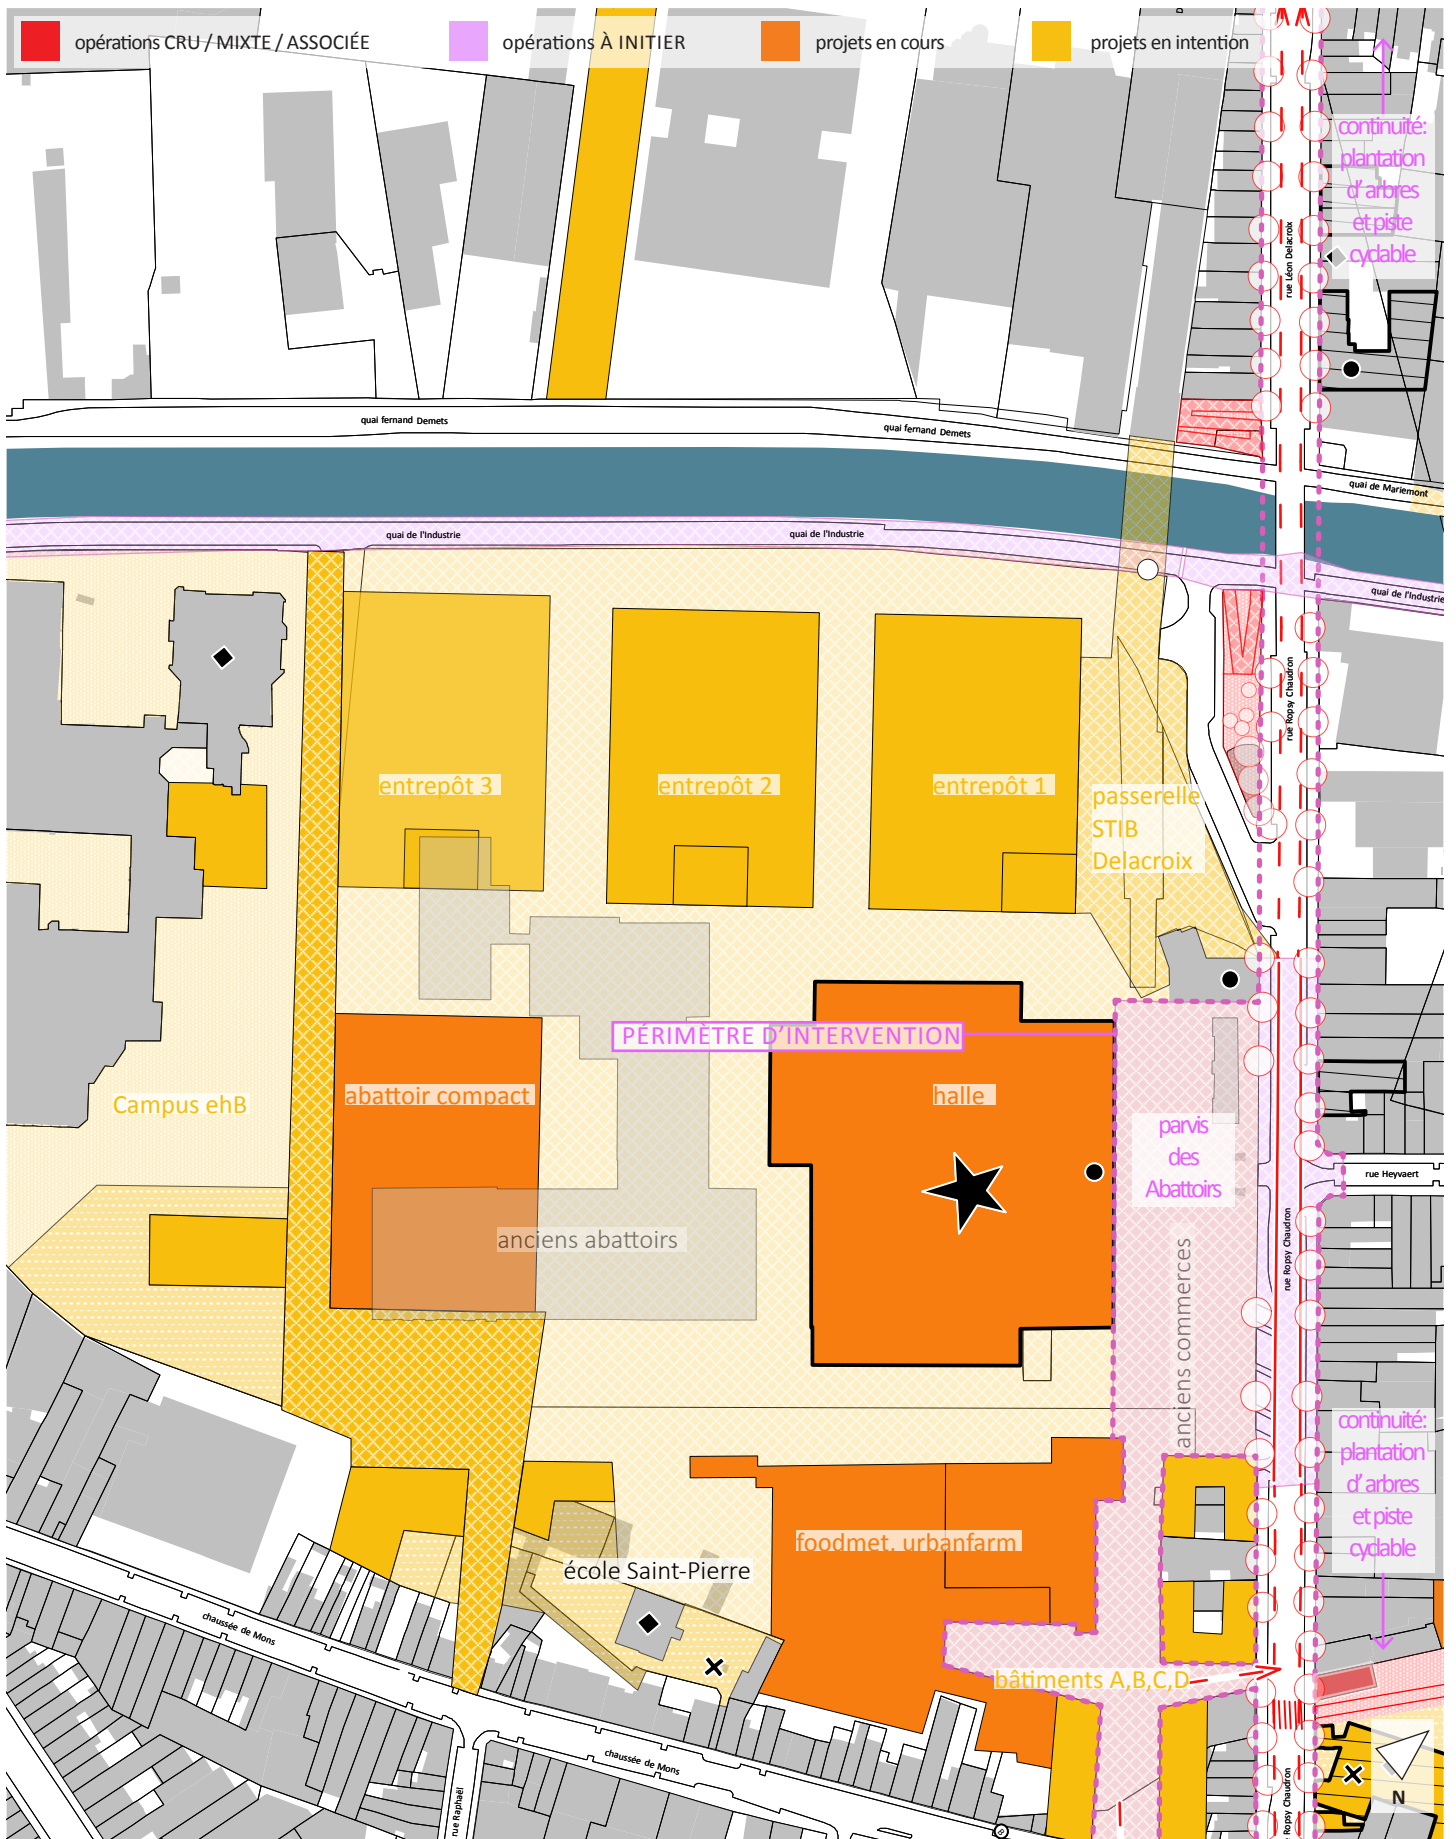 opérations CRU / MIXTE / ASSOCIÉE
opérations À INITIER
projets en cours
projets en intention
continuité:
plantation
d'arbres
et piste
cyclable
rue Léon Delacroix
quai fernand Demets
quai fernand Demets
quai de Mariemont
quai de l'Industrie
quai de l'Industrie
quai de l'Industrie
rue Ropsy Chaudron
entrepôt 3
entrepôt 2
entrepôt 1
passerelle
STIB
Delacroix
PÉRIMÈTRE D'INTERVENTION
Campus ehB
abattoir compact
halle
parvis
des
Abattoirs
rue Heyvaert
anciens abattoirs
anciens commerces
rue Ropsy Chaudron
continuité:
plantation
d'arbres
et piste
cyclable
foodmet, urbanfarm
école Saint-Pierre
chaussée de Mons
bâtiments A,B,C,D
chaussée de Mons
rue Raphaël
rue Ropsy Chaudron
N
B